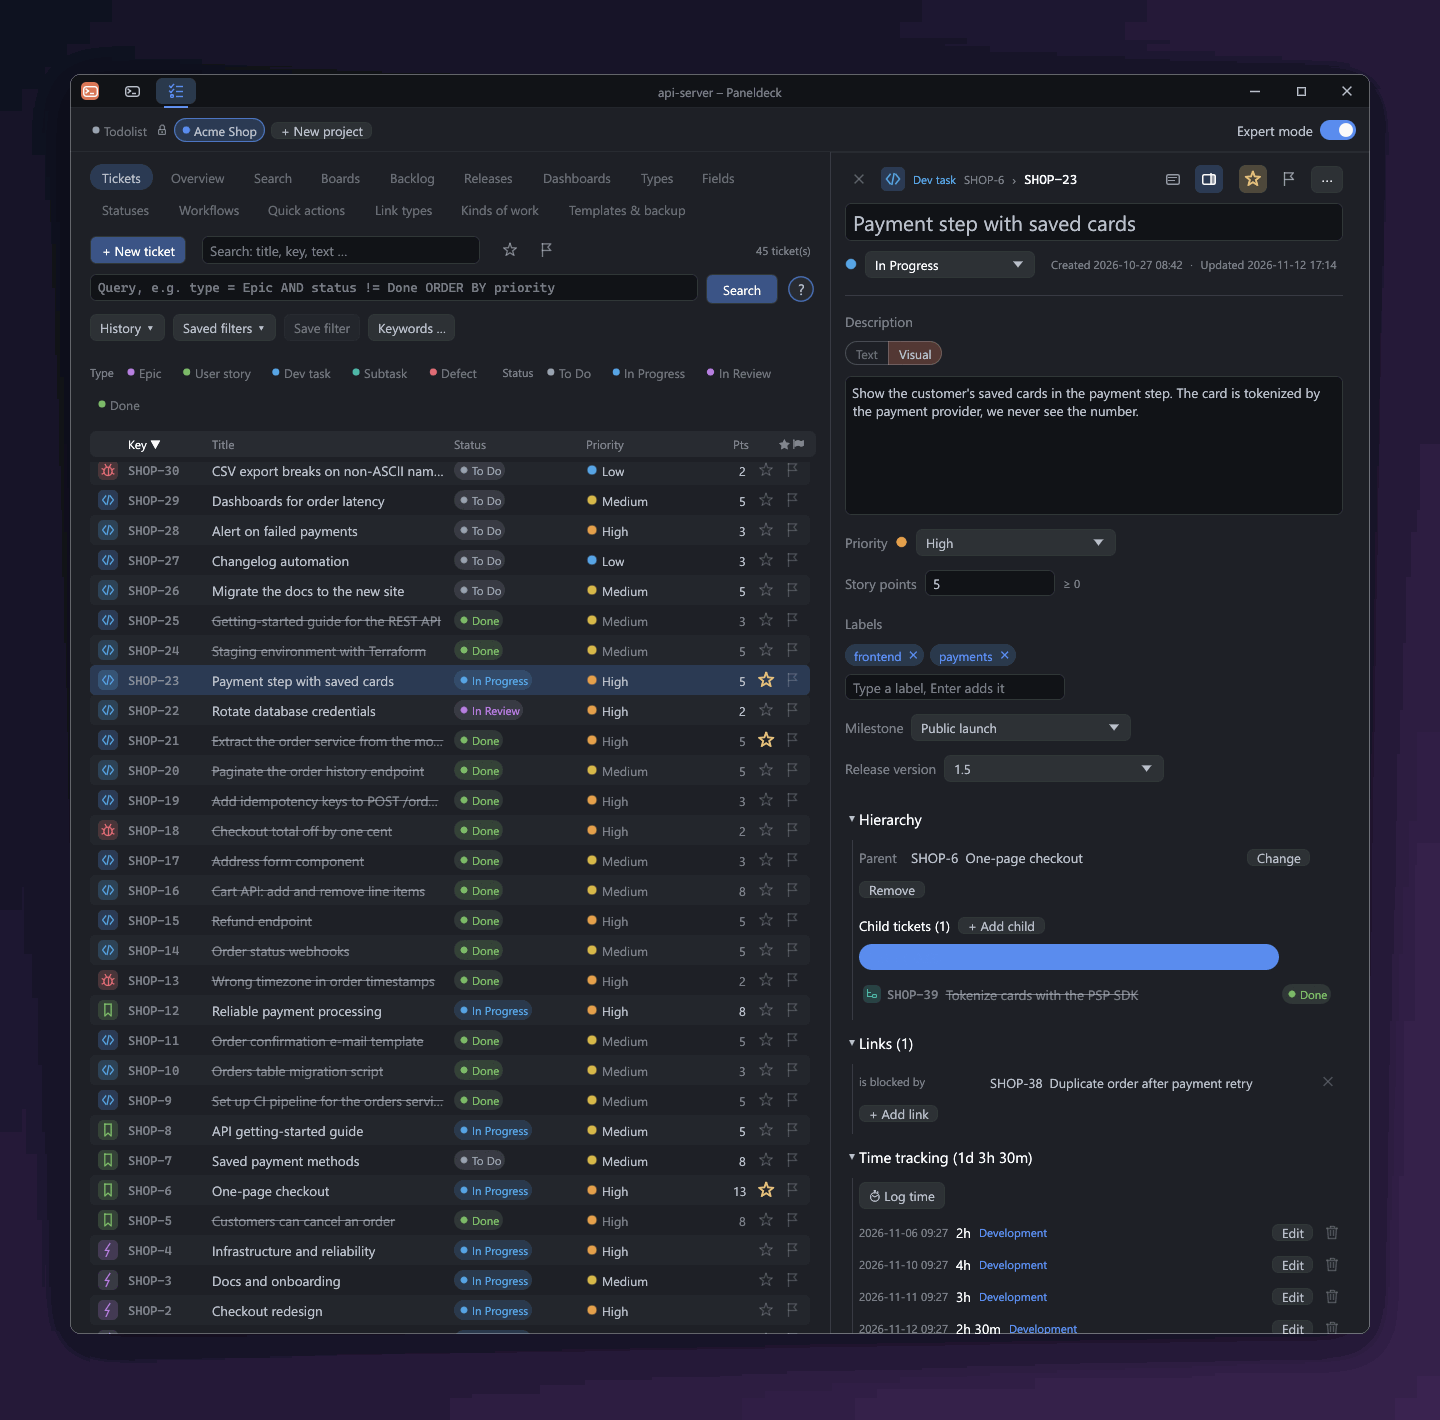 api-server – Paneldeck
Todolist
Acme Shop
+ New project
Expert mode
Tickets Overview Search Boards Backlog Releases Dashboards Types Fields
Statuses Workflows Quick actions Link types Kinds of work Templates & backup
+ New ticket
Search: title, key, text ...
45 ticket(s)
Query, e.g. type = Epic AND status != Done ORDER BY priority
Search
?
History ▾ Saved filters ▾ Save filter Keywords ...
Type Epic User story Dev task Subtask Defect Status To Do In Progress In Review
Done
Key ▼ Title Status Priority Pts
SHOP-30 CSV export breaks on non-ASCII nam... To Do Low 2
SHOP-29 Dashboards for order latency To Do Medium 5
SHOP-28 Alert on failed payments To Do High 3
SHOP-27 Changelog automation To Do Low 3
SHOP-26 Migrate the docs to the new site To Do Medium 5
SHOP-25 Getting-started guide for the REST API Done Medium 3
SHOP-24 Staging environment with Terraform Done Medium 5
SHOP-23 Payment step with saved cards In Progress High 5
SHOP-22 Rotate database credentials In Review High 2
SHOP-21 Extract the order service from the mo... Done High 5
SHOP-20 Paginate the order history endpoint Done Medium 5
SHOP-19 Add idempotency keys to POST /ord... Done High 3
SHOP-18 Checkout total off by one cent Done High 2
SHOP-17 Address form component Done Medium 3
SHOP-16 Cart API: add and remove line items Done Medium 8
SHOP-15 Refund endpoint Done High 5
SHOP-14 Order status webhooks Done Medium 5
SHOP-13 Wrong timezone in order timestamps Done High 2
SHOP-12 Reliable payment processing In Progress High 8
SHOP-11 Order confirmation e-mail template Done Medium 5
SHOP-10 Orders table migration script Done Medium 3
SHOP-9 Set up CI pipeline for the orders servi... Done Medium 5
SHOP-8 API getting-started guide In Progress Medium 5
SHOP-7 Saved payment methods To Do Medium 8
SHOP-6 One-page checkout In Progress High 13
SHOP-5 Customers can cancel an order Done High 8
SHOP-4 Infrastructure and reliability In Progress High
SHOP-3 Docs and onboarding In Progress Medium
SHOP-2 Checkout redesign In Progress High
Dev task SHOP-6 › SHOP-23
...
Payment step with saved cards
In Progress
Created 2026-10-27 08:42 · Updated 2026-11-12 17:14
Description
Text Visual
Show the customer's saved cards in the payment step. The card is tokenized by
the payment provider, we never see the number.
Priority High
Story points 5 ≥ 0
Labels
frontend × payments ×
Type a label, Enter adds it
Milestone Public launch
Release version 1.5
Hierarchy
Parent SHOP-6 One-page checkout Change
Remove
Child tickets (1) + Add child
SHOP-39 Tokenize cards with the PSP SDK Done
Links (1)
is blocked by SHOP-38 Duplicate order after payment retry
+ Add link
Time tracking (1d 3h 30m)
Log time
2026-11-06 09:27 2h Development Edit
2026-11-10 09:27 4h Development Edit
2026-11-11 09:27 3h Development Edit
2026-11-12 09:27 2h 30m Development Edit